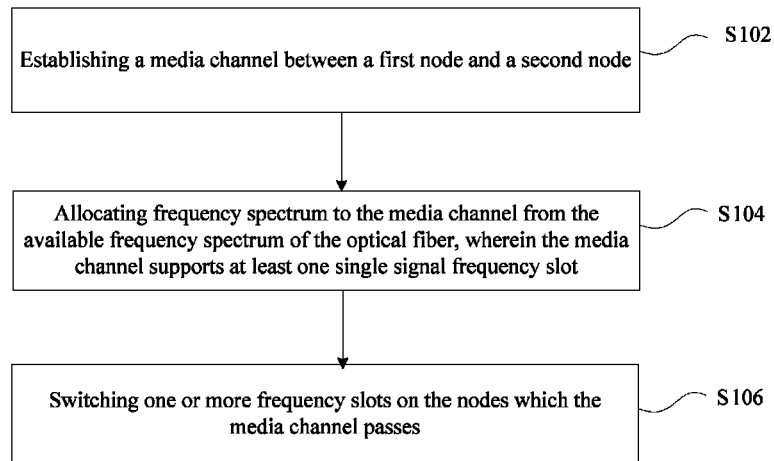 S102
Establishing a media channel between a first node and a second node
S104
Allocating frequency spectrum to the media channel from the
available frequency spectrum of the optical fiber, wherein the media
channel supports at least one single signal frequency slot
S106
Switching one or more frequency slots on the nodes which the
media channel passes